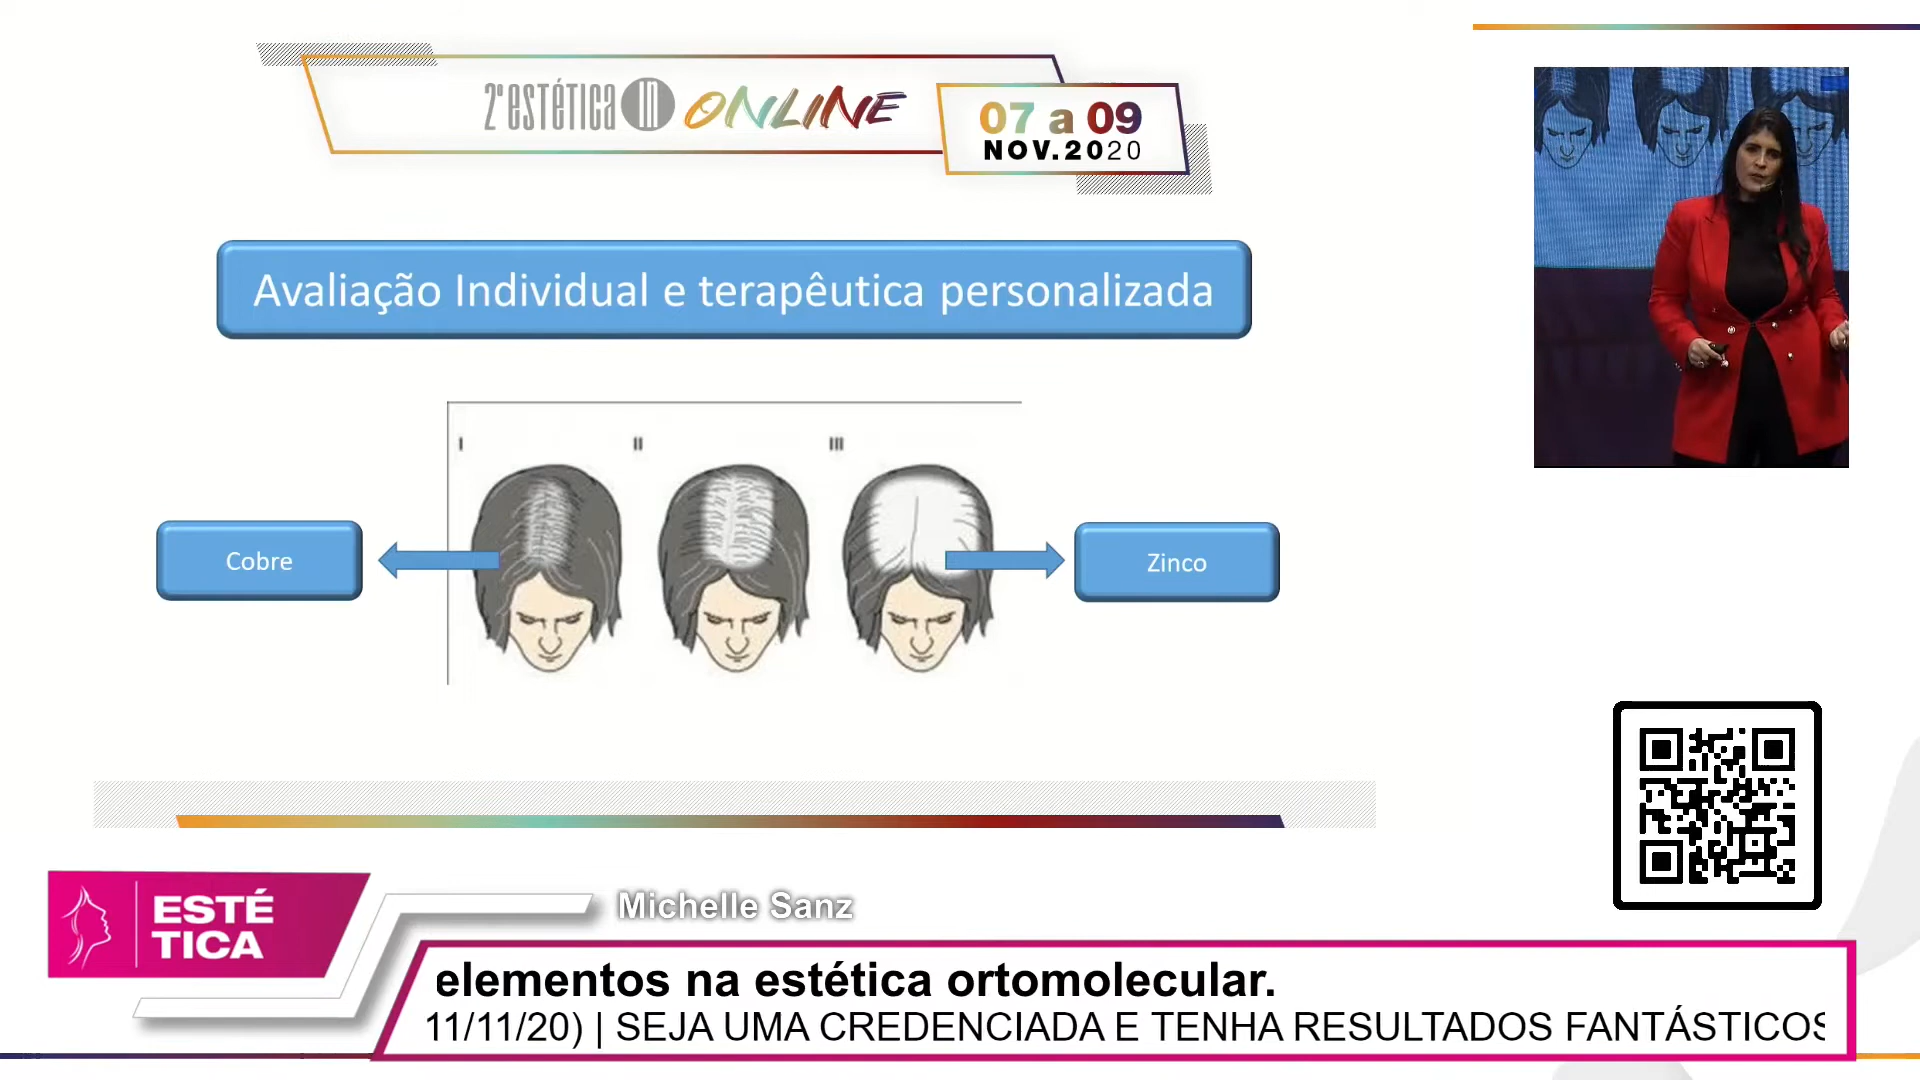 2ª estética IN ONLINE
07 a 09
NOV.2020
Avaliação Individual e terapêutica personalizada
I II III
Cobre
Zinco
ESTÉ
TICA
Michelle Sanz
elementos na estética ortomolecular.
11/11/20) | SEJA UMA CREDENCIADA E TENHA RESULTADOS FANTÁSTICOS